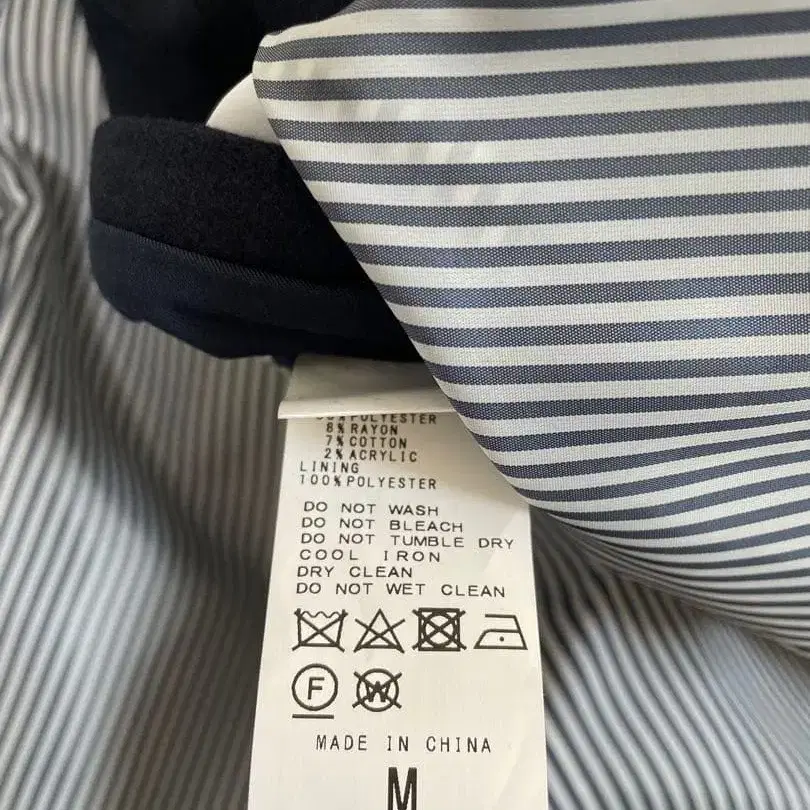 POLYESTER
8% RAYON
7% COTTON
2% ACRYLIC
LINING
100% POLYESTER
DO NOT WASH
DO NOT BLEACH
DO NOT TUMBLE DRY
COOL IRON
DRY CLEAN
DO NOT WET CLEAN
F W
MADE IN CHINA
M